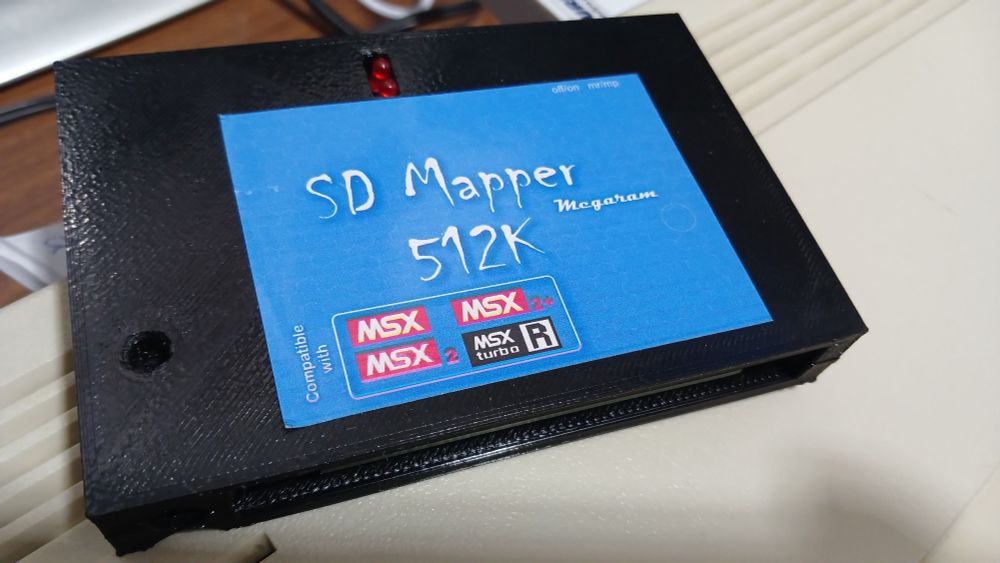 off/on mr/mp
SD Mapper
Megaram
512K
Compatible
with
MSX
MSX 2+
MSX 2
MSX
turbo R